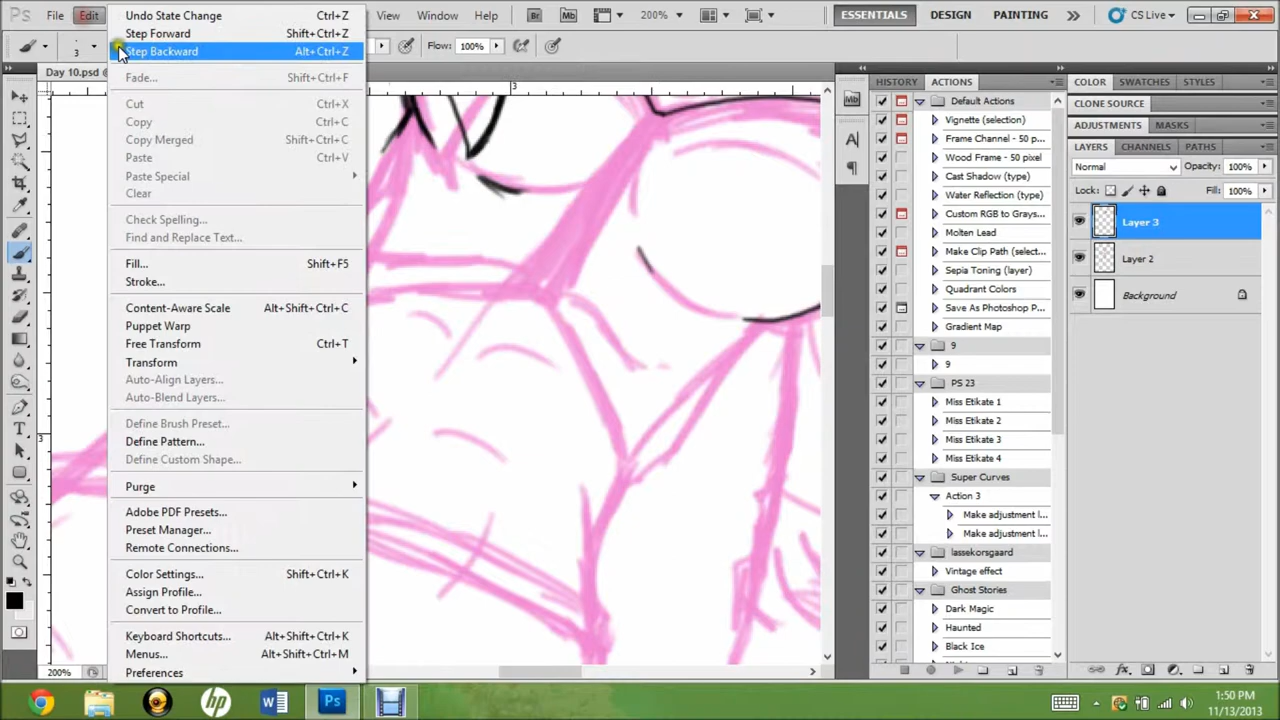 Ps File Edit View Window Help Br Mb 200% ESSENTIALS DESIGN PAINTING CS Live
3 Flow: 100%
Day 10.psd @
Undo State Change Ctrl+Z
Step Forward Shift+Ctrl+Z
Step Backward Alt+Ctrl+Z
Fade... Shift+Ctrl+F
Cut Ctrl+X
Copy Ctrl+C
Copy Merged Shift+Ctrl+C
Paste Ctrl+V
Paste Special
Clear
Check Spelling...
Find and Replace Text...
Fill... Shift+F5
Stroke...
Content-Aware Scale Alt+Shift+Ctrl+C
Puppet Warp
Free Transform Ctrl+T
Transform
Auto-Align Layers...
Auto-Blend Layers...
Define Brush Preset...
Define Pattern...
Define Custom Shape...
Purge
Adobe PDF Presets...
Preset Manager...
Remote Connections...
Color Settings... Shift+Ctrl+K
Assign Profile...
Convert to Profile...
Keyboard Shortcuts... Alt+Shift+Ctrl+K
Menus... Alt+Shift+Ctrl+M
Preferences
3
3
200%
Mb
A
HISTORY ACTIONS
Default Actions
Vignette (selection)
Frame Channel - 50 p...
Wood Frame - 50 pixel
Cast Shadow (type)
Water Reflection (type)
Custom RGB to Grays...
Molten Lead
Make Clip Path (select...
Sepia Toning (layer)
Quadrant Colors
Save As Photoshop P...
Gradient Map
9
9
PS 23
Miss Etikate 1
Miss Etikate 2
Miss Etikate 3
Miss Etikate 4
Super Curves
Action 3
Make adjustment l...
Make adjustment l...
lassekorsgaard
Vintage effect
Ghost Stories
Dark Magic
Haunted
Black Ice
COLOR SWATCHES STYLES
CLONE SOURCE
ADJUSTMENTS MASKS
LAYERS CHANNELS PATHS
Normal Opacity: 100%
Lock: Fill: 100%
Layer 3
Layer 2
Background
hp W Ps
1:50 PM
11/13/2013